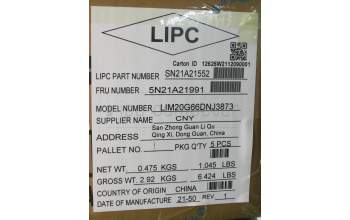 LIPC
Carton ID 12626W2112090001
LIPC PART NUMBER SN21A21552
FRU NUMBER 5N21A21991
MODEL NUMBER LIM20G66DNJ3873
SUPPLIER NAME CNY
ADDRESS San Zhong Guan Li Qu
Qing Xi, Dong Guan, China
PALLET NO. PKG Q'TY 5 PCS
NET WT. 0.475 KGS 1.045 LBS
GROSS WT. 2.92 KGS 6.424 LBS
COUNTRY OF ORIGIN CHINA
DATE OF MANUFACTURE 21-50 REV. 1